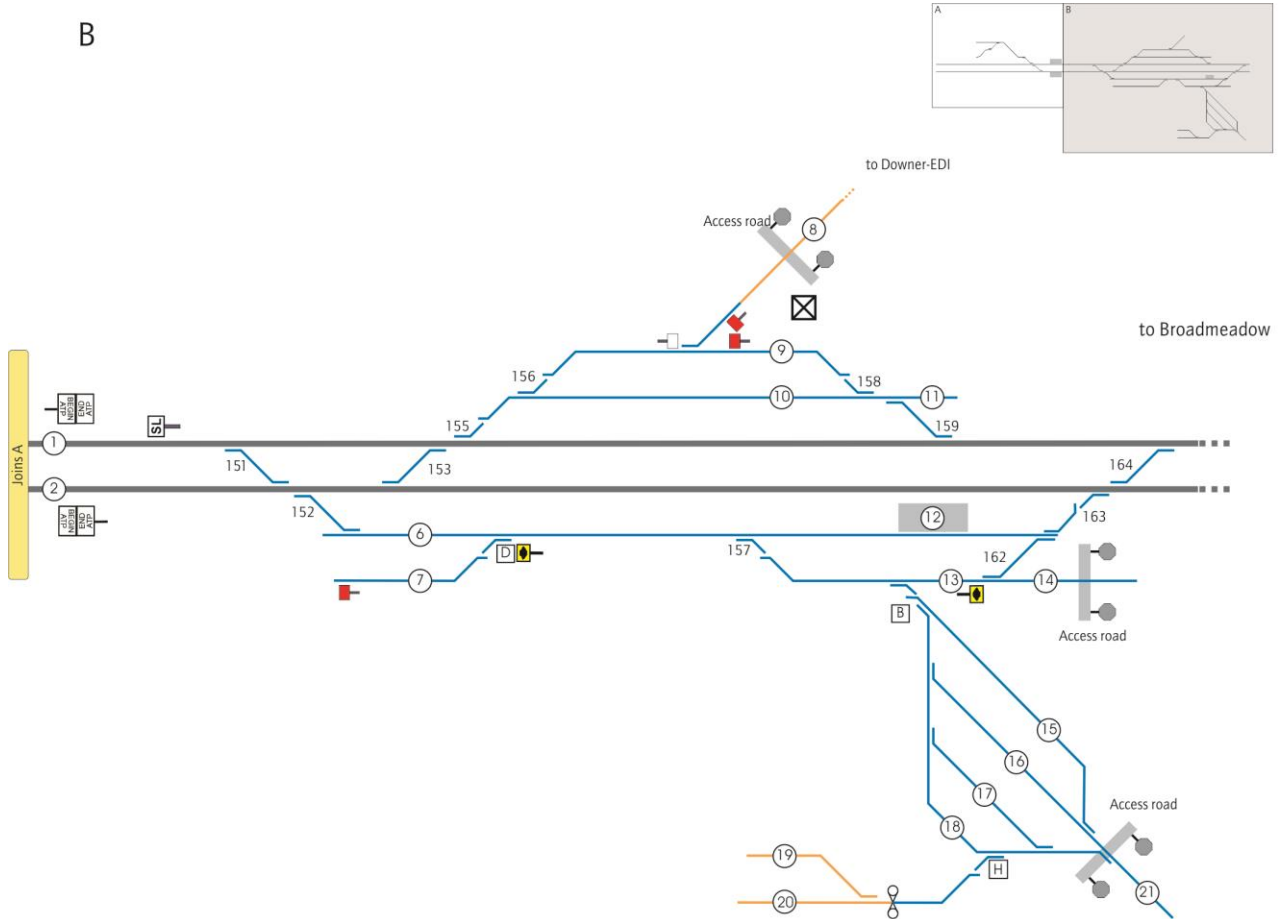 B
A
B
to Downer-EDI
Access road
8
to Broadmeadow
9
156
158
10
11
BEGIN ATP
END ATP
SL
155
159
1
Joins A
151
153
164
2
BEGIN ATP
END ATP
152
12
163
6
D
157
162
7
13
14
B
Access road
15
16
17
Access road
18
19
H
20
21